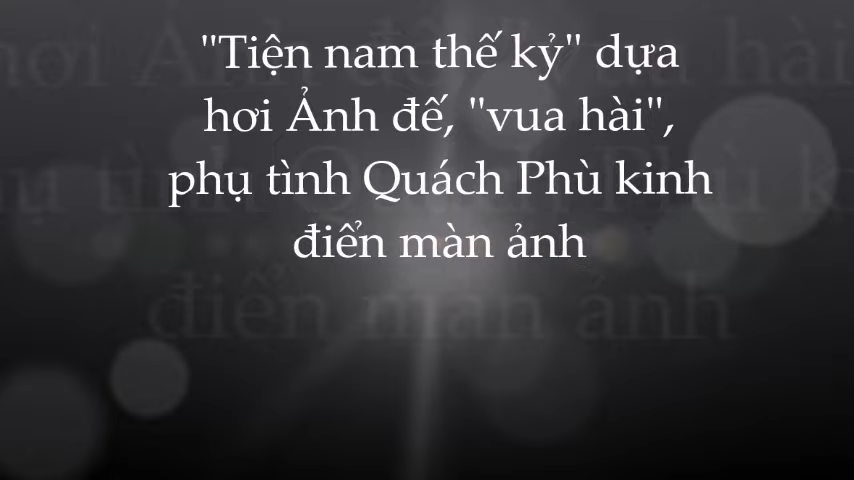 "Tiện nam thế kỷ" dựa
hơi Ảnh đế, "vua hài",
phụ tình Quách Phù kinh
điển màn ảnh